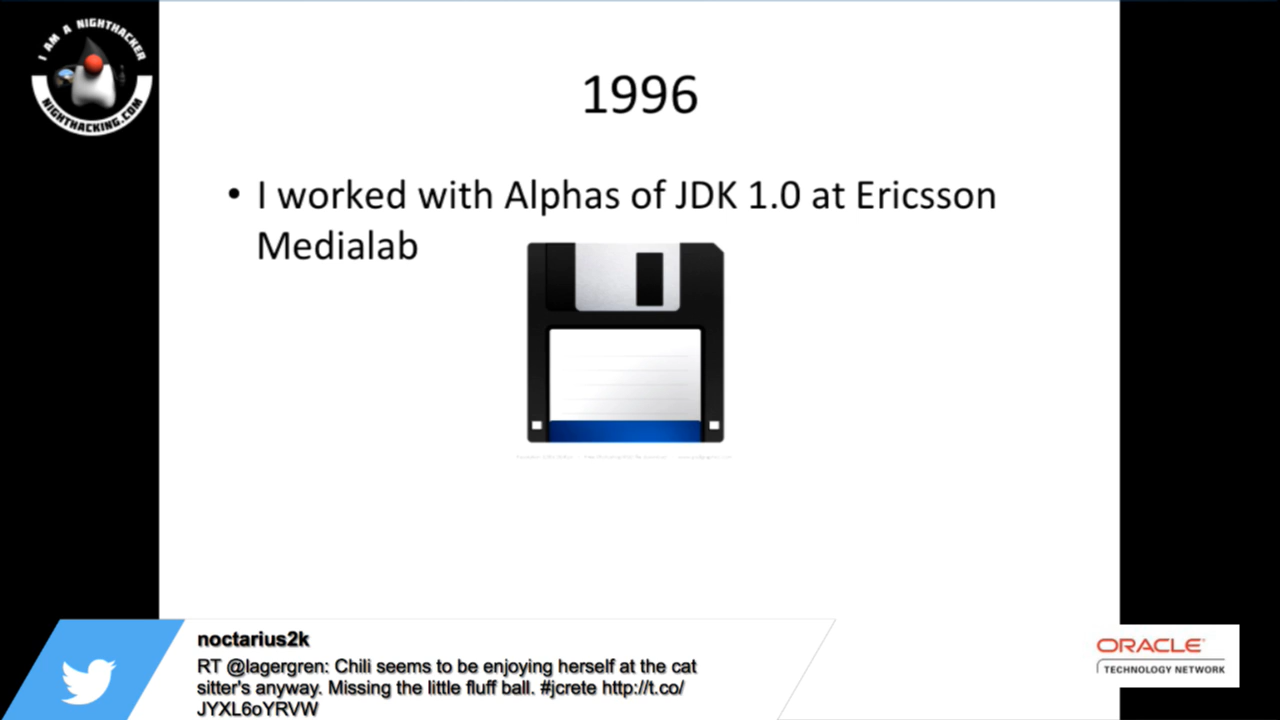 I AM A NIGHTHACKER
NIGHTHACKING.COM
1996
• I worked with Alphas of JDK 1.0 at Ericsson
Medialab
noctarius2k
RT @lagergren: Chili seems to be enjoying herself at the cat
sitter's anyway. Missing the little fluff ball. #jcrete http://t.co/
JYXL6oYRVW
ORACLE
TECHNOLOGY NETWORK